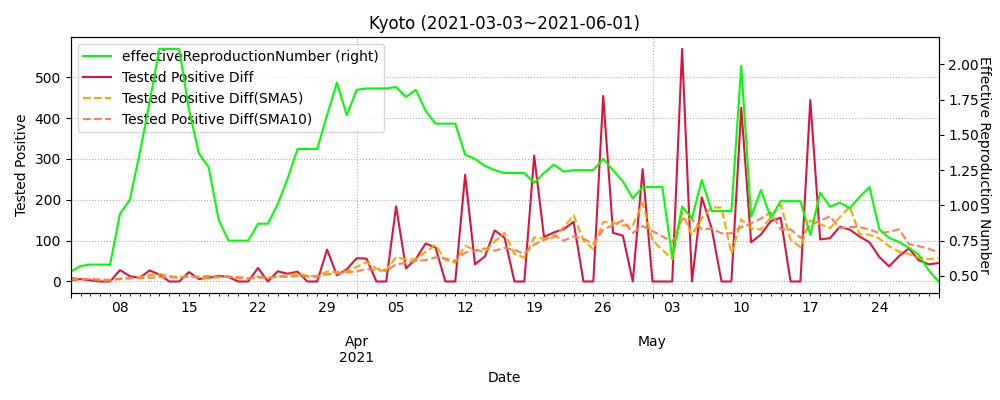 Kyoto (2021-03-03~2021-06-01)
effectiveReproductionNumber (right)
Tested Positive Diff
Tested Positive Diff(SMA5)
Tested Positive Diff(SMA10)
Tested Positive
500
400
300
200
100
0
2.00
1.75
1.50
1.25
1.00
0.75
0.50
Effective Reproduction Number
08 15 22 29 05 12 19 26 03 10 17 24
Apr May
2021
Date